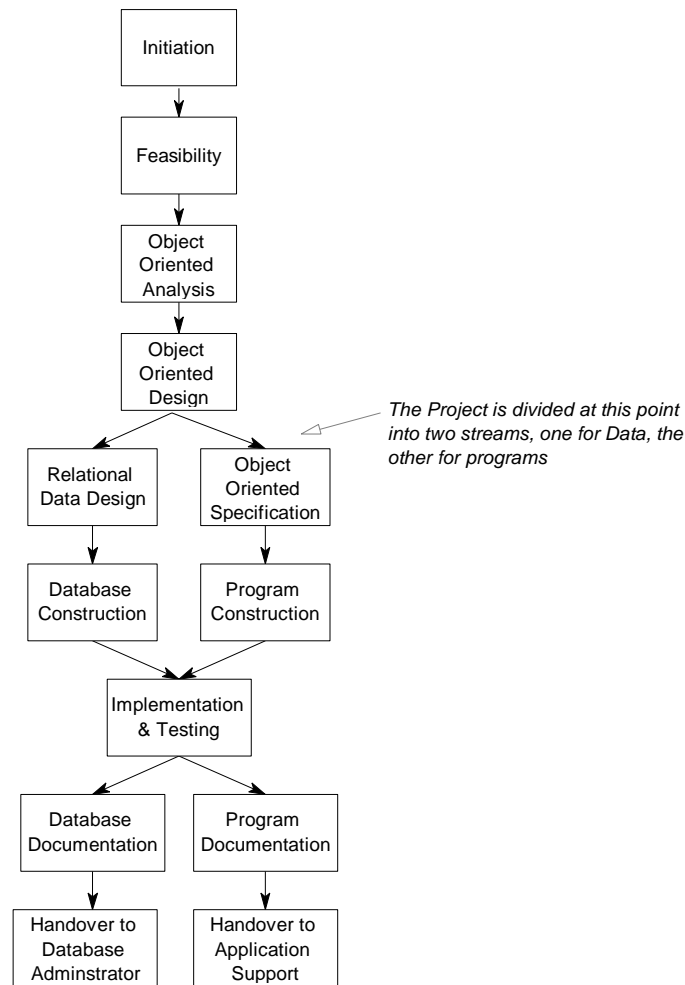 Initiation
Feasibility
Object
Oriented
Analysis
Object
Oriented
Design
The Project is divided at this point
into two streams, one for Data, the
other for programs
Relational
Data Design
Object
Oriented
Specification
Database
Construction
Program
Construction
Implementation
& Testing
Database
Documentation
Program
Documentation
Handover to
Database
Adminstrator
Handover to
Application
Support